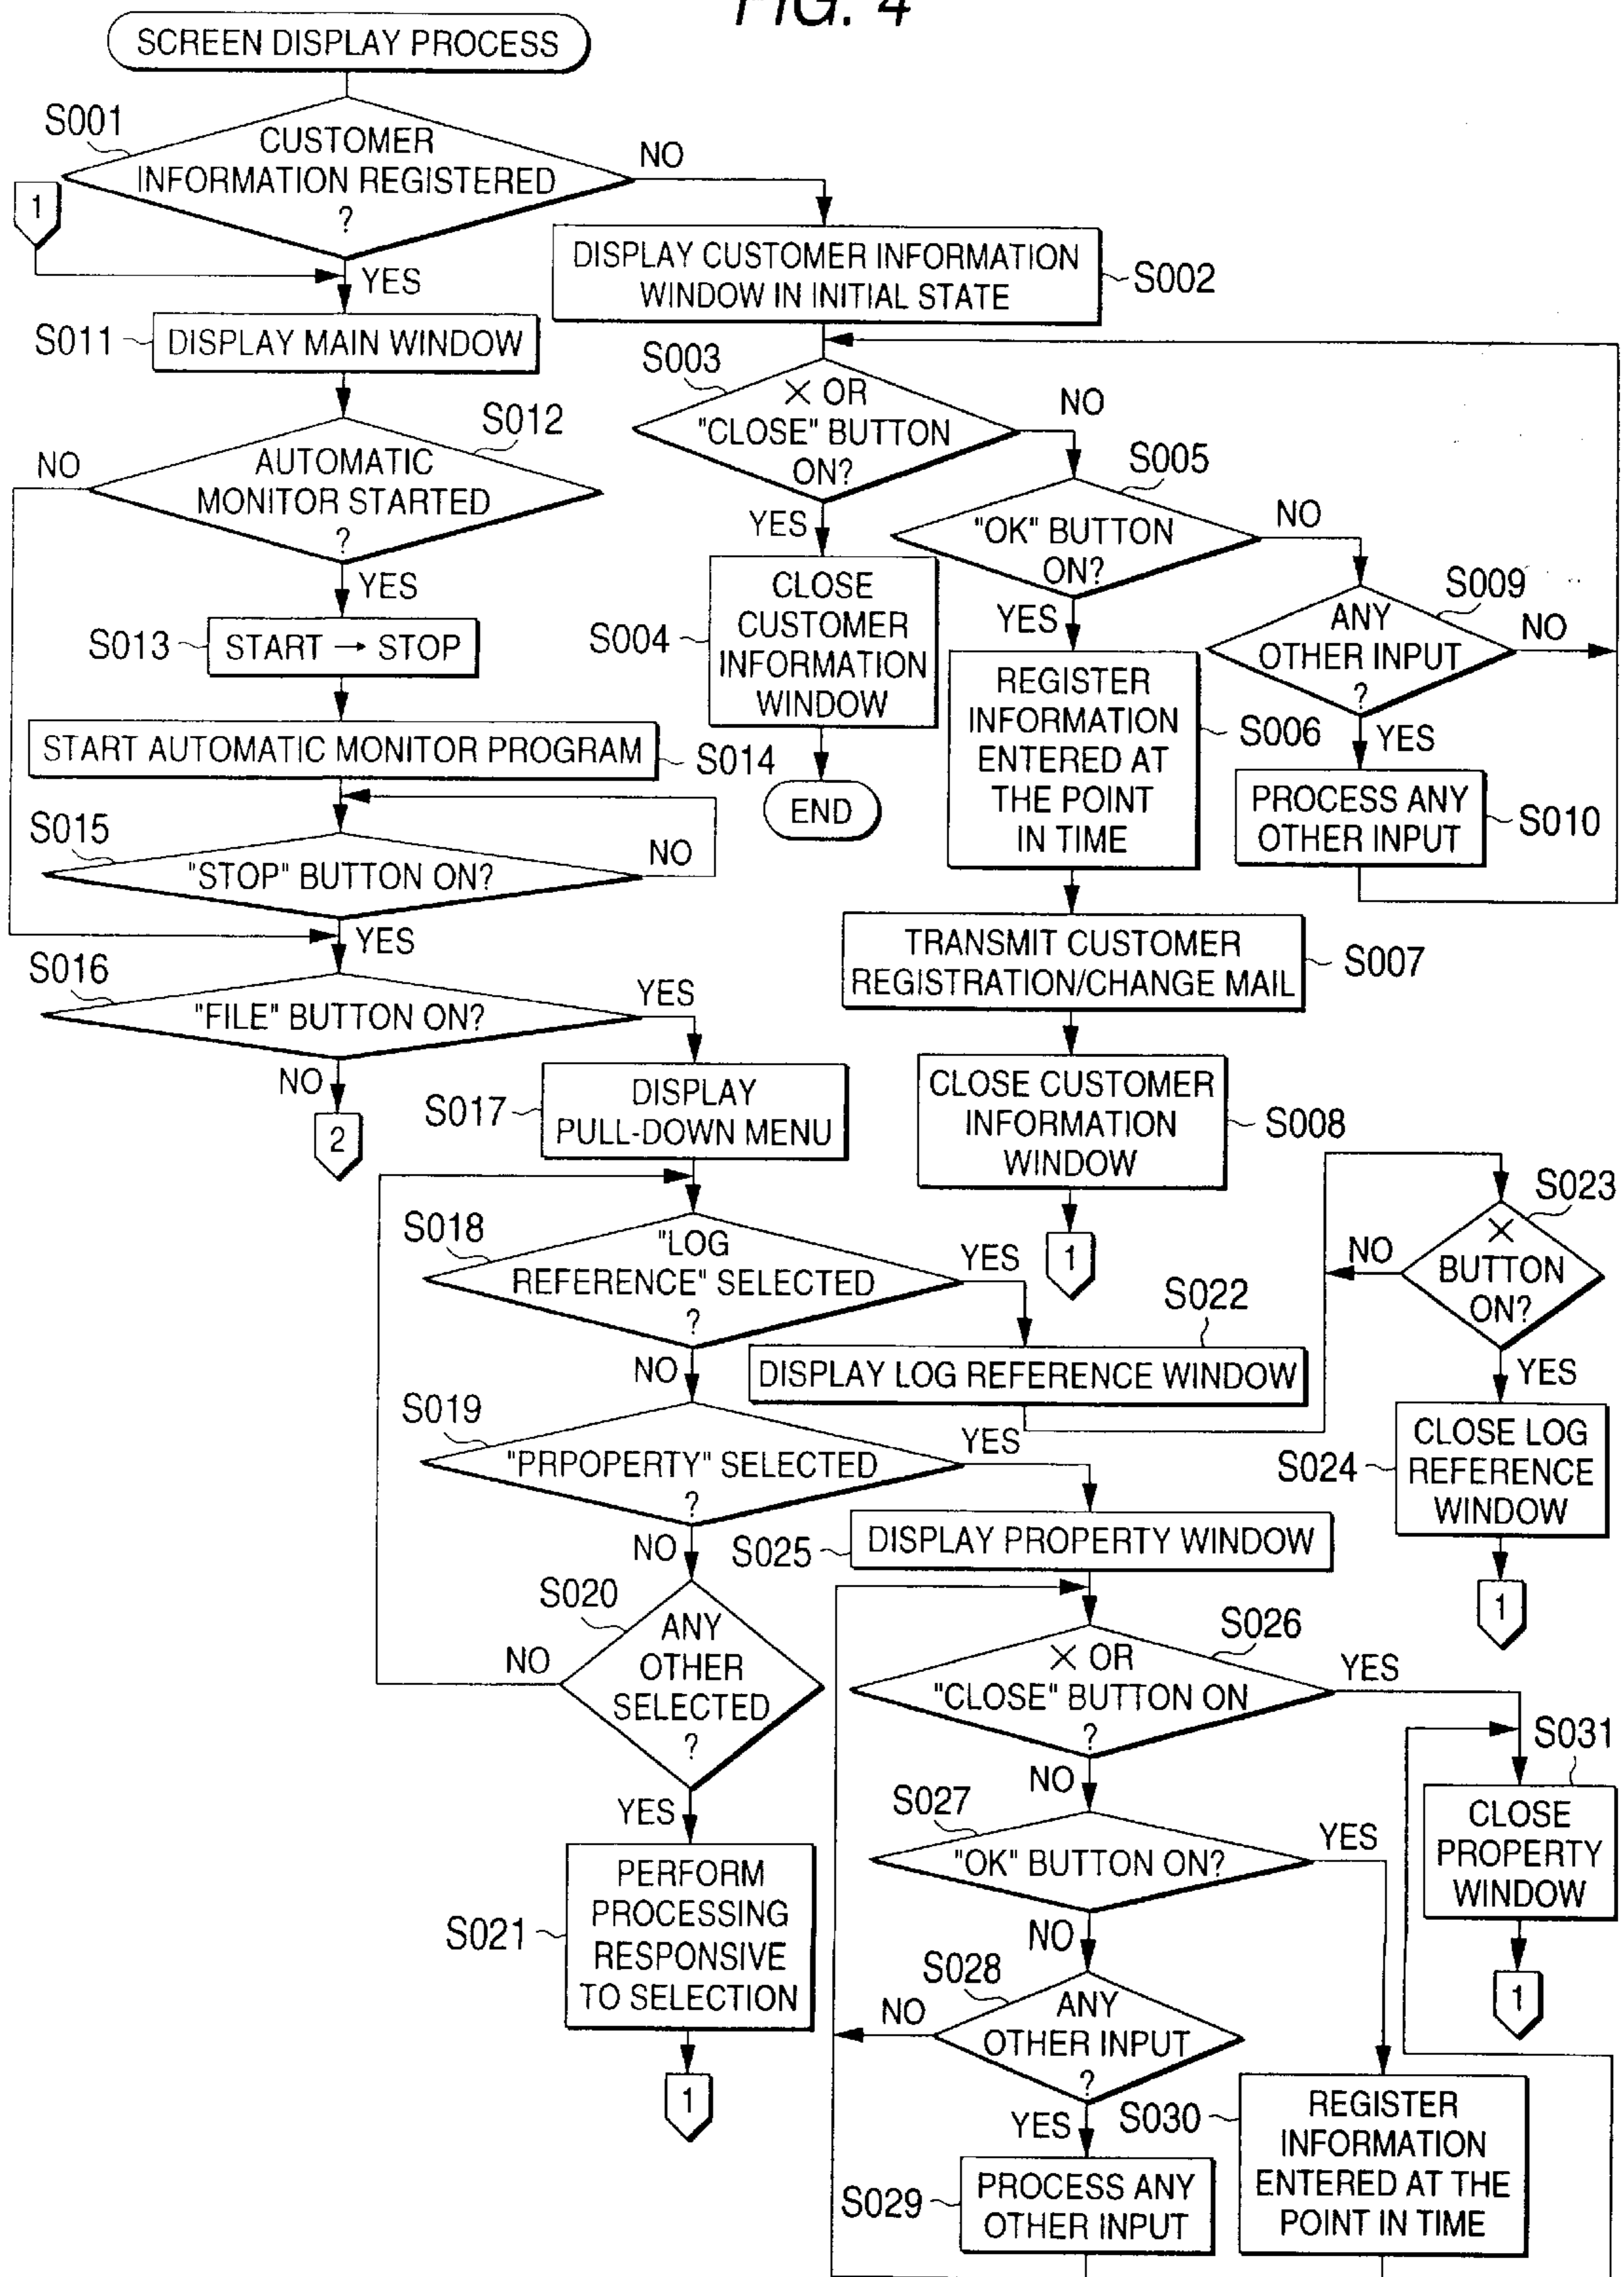 FIG. 4
SCREEN DISPLAY PROCESS
S001
CUSTOMER
INFORMATION REGISTERED
?
NO
1
YES
DISPLAY CUSTOMER INFORMATION
WINDOW IN INITIAL STATE
S002
S011
DISPLAY MAIN WINDOW
S003
× OR
"CLOSE" BUTTON
ON?
NO
YES
S012
AUTOMATIC
MONITOR STARTED
?
NO
YES
S005
"OK" BUTTON
ON?
NO
YES
S004
CLOSE
CUSTOMER
INFORMATION
WINDOW
END
S009
ANY
OTHER INPUT
?
NO
YES
S013
START → STOP
REGISTER
INFORMATION
ENTERED AT
THE POINT
IN TIME
S006
START AUTOMATIC MONITOR PROGRAM
S014
PROCESS ANY
OTHER INPUT
S010
S015
"STOP" BUTTON ON?
NO
YES
TRANSMIT CUSTOMER
REGISTRATION/CHANGE MAIL
S007
S016
"FILE" BUTTON ON?
YES
NO
2
S017
DISPLAY
PULL-DOWN MENU
CLOSE CUSTOMER
INFORMATION
WINDOW
S008
1
S018
"LOG
REFERENCE" SELECTED
?
YES
NO
S022
DISPLAY LOG REFERENCE WINDOW
S023
×
BUTTON
ON?
NO
YES
S024
CLOSE LOG
REFERENCE
WINDOW
1
S019
"PRPOPERTY" SELECTED
?
YES
NO
S025
DISPLAY PROPERTY WINDOW
S020
ANY
OTHER
SELECTED
?
NO
YES
S026
× OR
"CLOSE" BUTTON ON
?
YES
NO
S031
CLOSE
PROPERTY
WINDOW
1
S027
"OK" BUTTON ON?
YES
NO
S021
PERFORM
PROCESSING
RESPONSIVE
TO SELECTION
1
S028
ANY
OTHER INPUT
?
NO
YES
S030
REGISTER
INFORMATION
ENTERED AT THE
POINT IN TIME
S029
PROCESS ANY
OTHER INPUT